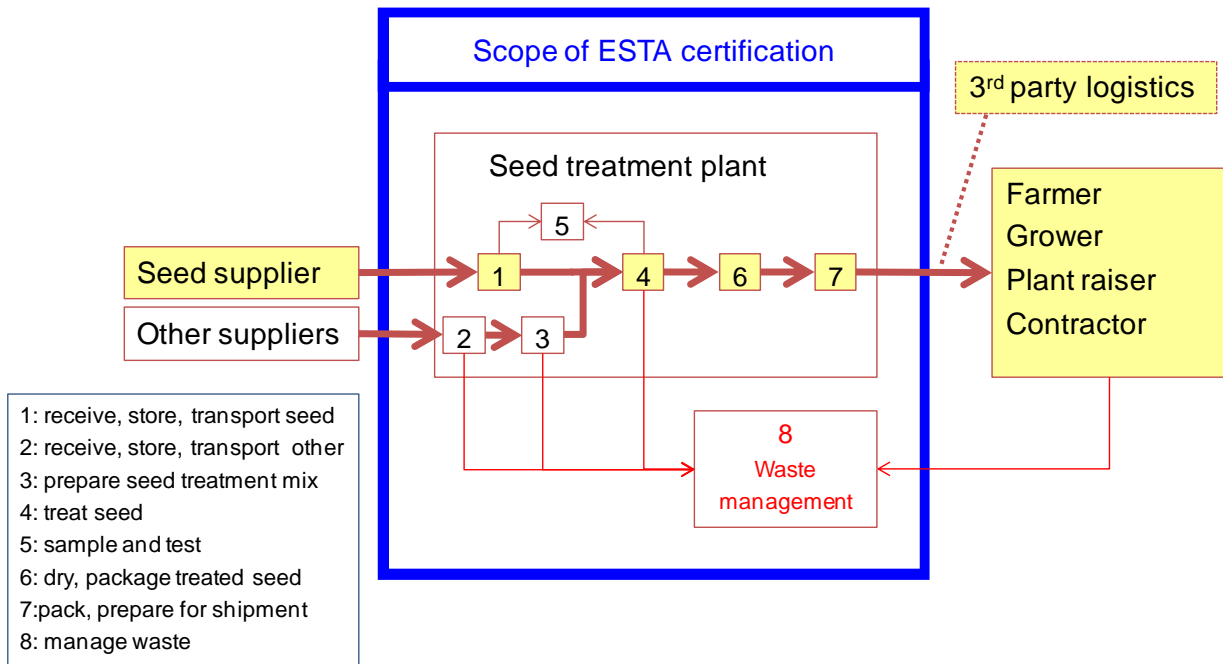 Scope of ESTA certification
3rd party logistics
Seed treatment plant
Farmer
Grower
Plant raiser
Contractor
5
Seed supplier
1
4
6
7
Other suppliers
2
3
1: receive, store, transport seed
2: receive, store, transport other
3: prepare seed treatment mix
4: treat seed
5: sample and test
6: dry, package treated seed
7:pack, prepare for shipment
8: manage waste
8
Waste
management